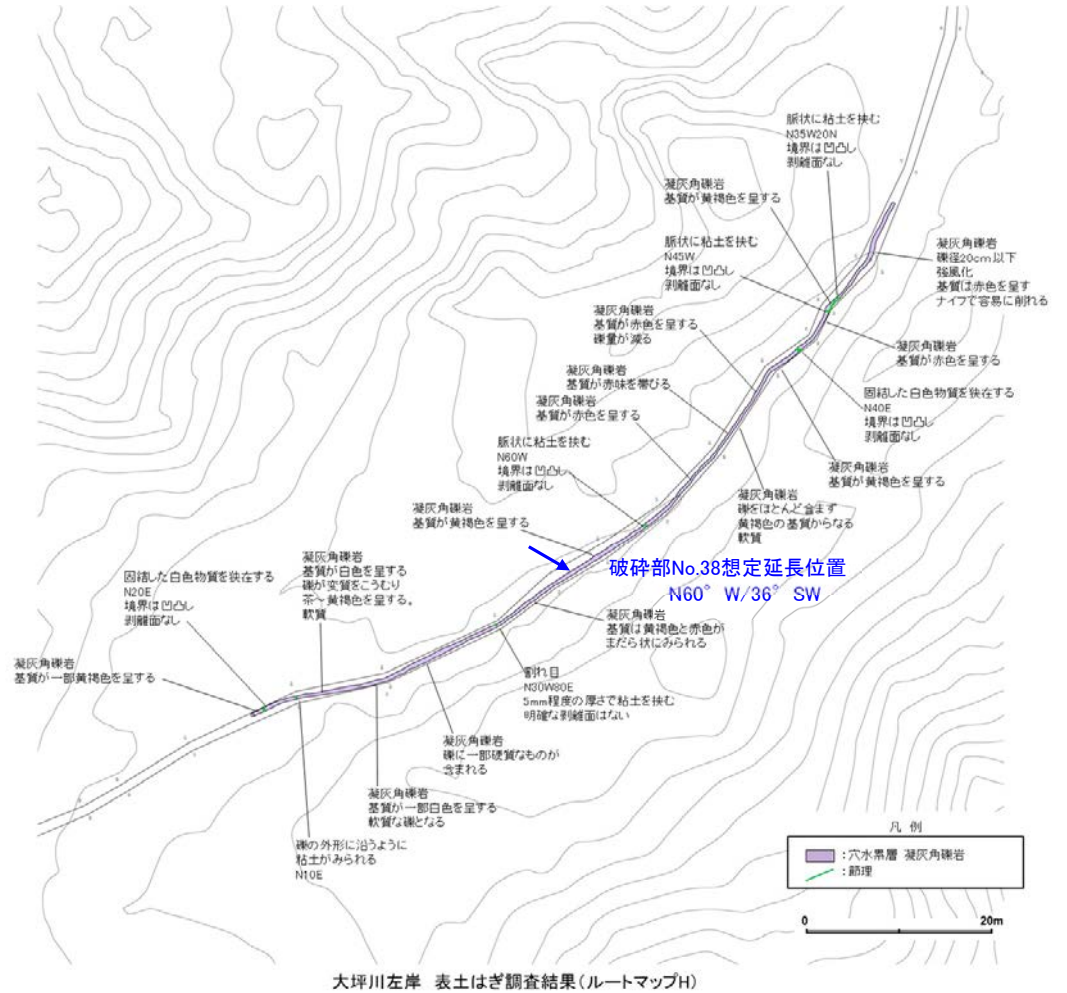 脈状に粘土を挟む
N35W20N
境界は凹凸し
剥離面なし
凝灰角礫岩
基質が黄褐色を呈する
脈状に粘土を挟む
N45W
境界は凹凸し
剥離面なし
凝灰角礫岩
礫径20cm以下
強風化
基質は赤色を呈す
ナイフで容易に削れる
凝灰角礫岩
基質が赤色を呈する
礫量が減る
凝灰角礫岩
基質が赤色を呈する
凝灰角礫岩
基質が赤味を帯びる
固結した白色物質を狭在する
N40E
境界は凹凸し
剥離面なし
凝灰角礫岩
基質が赤色を呈する
脈状に粘土を挟む
N60W
境界は凹凸し
剥離面なし
凝灰角礫岩
基質が黄褐色を呈する
凝灰角礫岩
礫をほとんど含まず
黄褐色の基質からなる
軟質
凝灰角礫岩
基質が黄褐色を呈する
破砕部No.38想定延長位置
N60°W/36°SW
凝灰角礫岩
基質が白色を呈する
礫が変質をこうむり
茶~黄褐色を呈する。
軟質
固結した白色物質を狭在する
N20E
境界は凹凸し
剥離面なし
凝灰角礫岩
基質は黄褐色と赤色が
まだら状にみられる
凝灰角礫岩
基質が一部黄褐色を呈する
割れ目
N30W80E
5mm程度の厚さで粘土を挟む
明確な剥離面はない
凝灰角礫岩
礫に一部硬質なものが
含まれる
凝灰角礫岩
基質が一部白色を呈する
軟質な礫となる
礫の外形に沿うように
粘土がみられる
N10E
凡例
:穴水累層 凝灰角礫岩
:節理
0 20m
大坪川左岸 表土はぎ調査結果(ルートマップH)